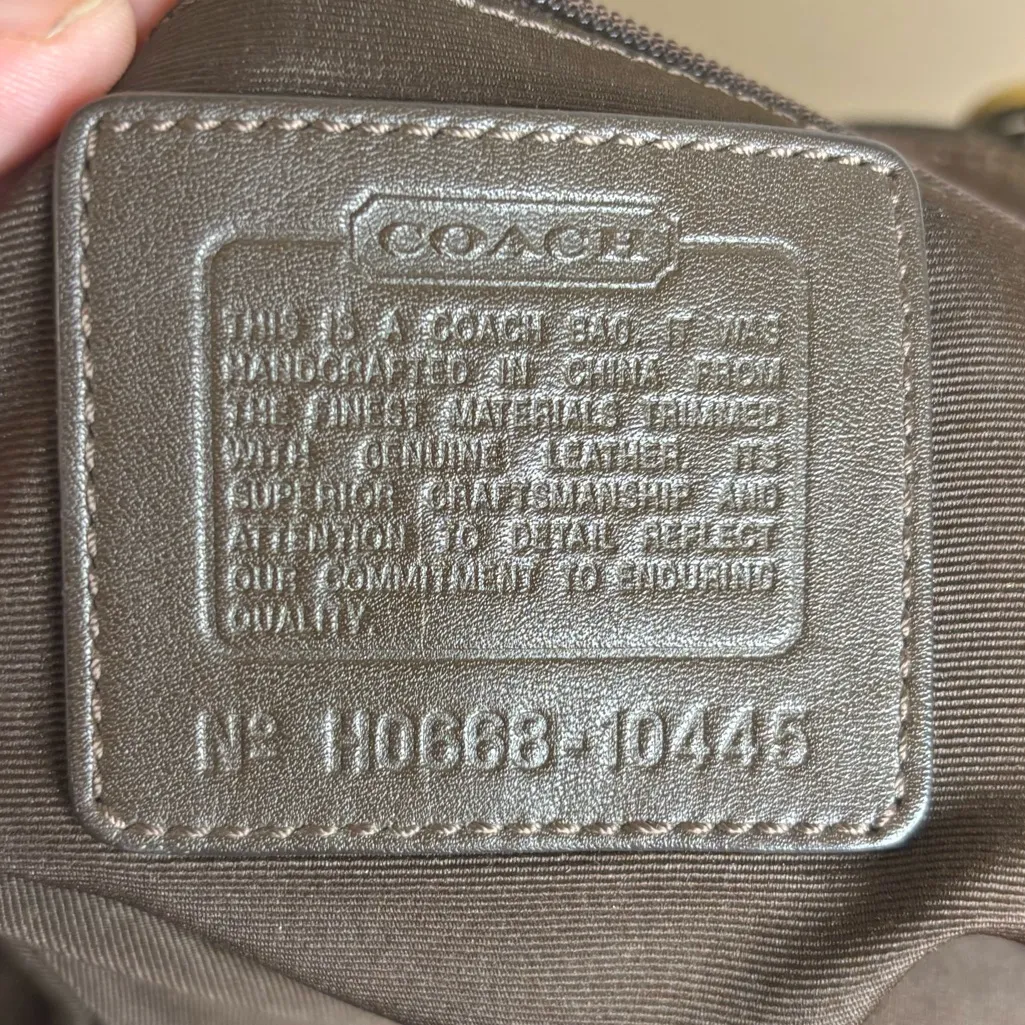 COACH
THIS IS A COACH BAG. IT WAS
HANDCRAFTED IN CHINA FROM
THE FINEST MATERIALS TRIMMED
WITH GENUINE LEATHER. ITS
SUPERIOR CRAFTSMANSHIP AND
ATTENTION TO DETAIL REFLECT
OUR COMMITMENT TO ENDURING
QUALITY.
Nº H0668-10445